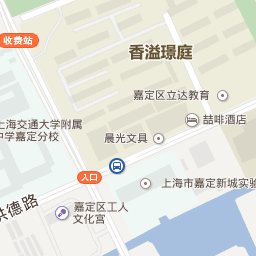 收费站
香溢璟庭
嘉定区立达教育
喆啡酒店
上海交通大学附属
中学嘉定分校
晨光文具
入口
上海市嘉定新城实验
洪德路
嘉定区工人
文化宫